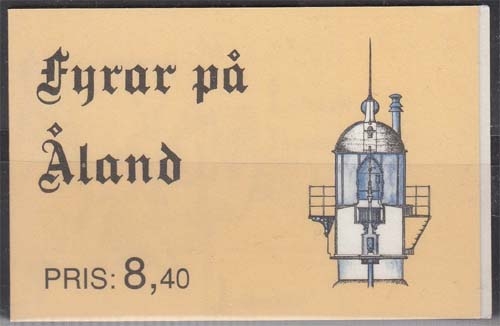 Fyrar på
Åland
PRIS: 8,40